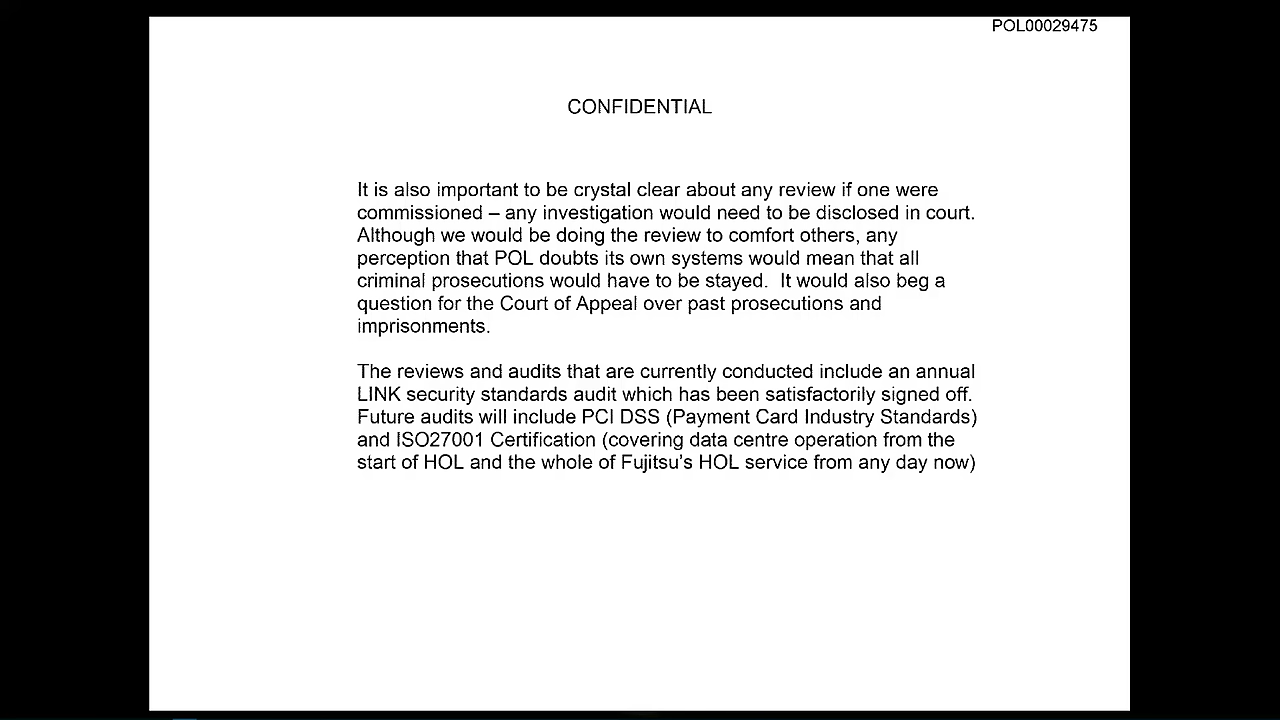 POL00029475
CONFIDENTIAL
It is also important to be crystal clear about any review if one were
commissioned – any investigation would need to be disclosed in court.
Although we would be doing the review to comfort others, any
perception that POL doubts its own systems would mean that all
criminal prosecutions would have to be stayed.  It would also beg a
question for the Court of Appeal over past prosecutions and
imprisonments.
The reviews and audits that are currently conducted include an annual
LINK security standards audit which has been satisfactorily signed off.
Future audits will include PCI DSS (Payment Card Industry Standards)
and ISO27001 Certification (covering data centre operation from the
start of HOL and the whole of Fujitsu’s HOL service from any day now)